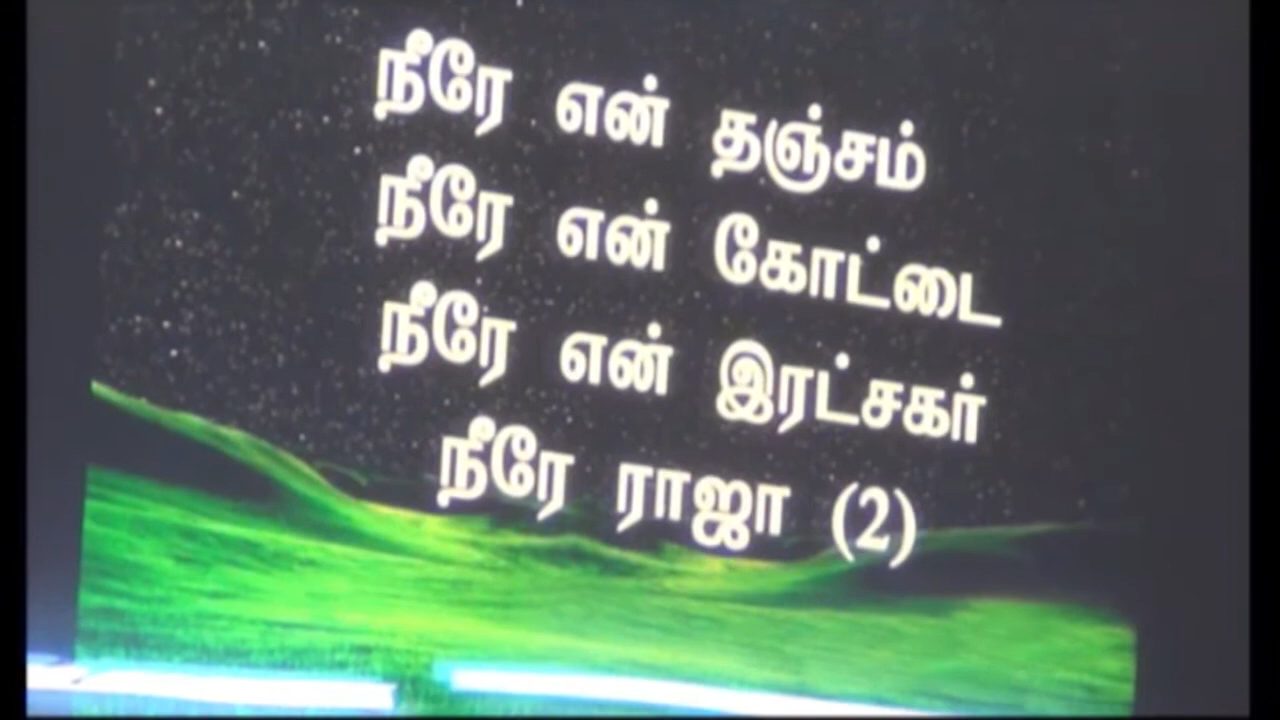 நீரே என் தஞ்சம்
நீரே என் கோட்டை
நீரே என் இரட்சகர்
நீரே ராஜா (2)